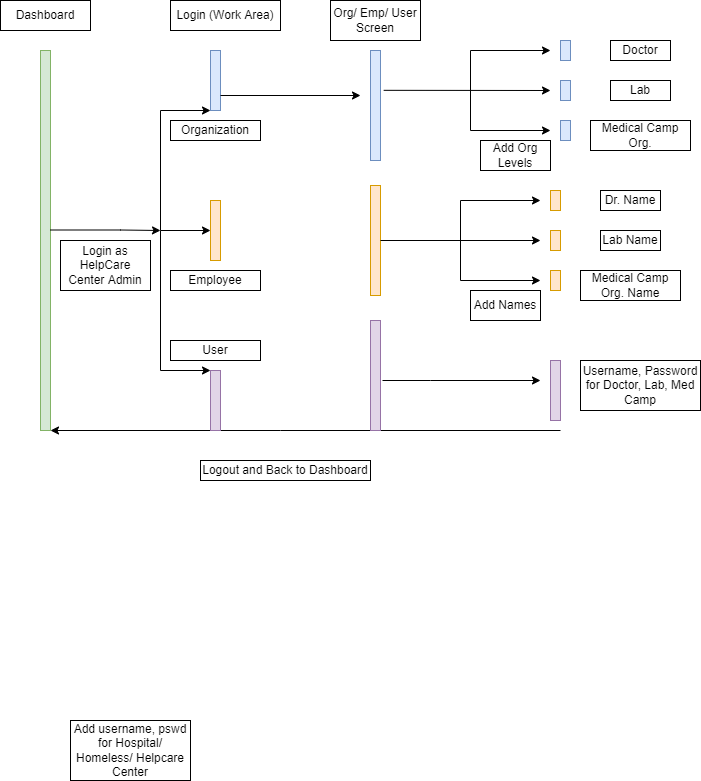 Dashboard
Login (Work Area)
Org/ Emp/ User
Screen
Doctor
Lab
Organization
Medical Camp
Org.
Add Org
Levels
Dr. Name
Lab Name
Login as
HelpCare
Center Admin
Employee
Medical Camp
Org. Name
Add Names
User
Username, Password
for Doctor, Lab, Med
Camp
Logout and Back to Dashboard
Add username, pswd
for Hospital/
Homeless/ Helpcare
Center